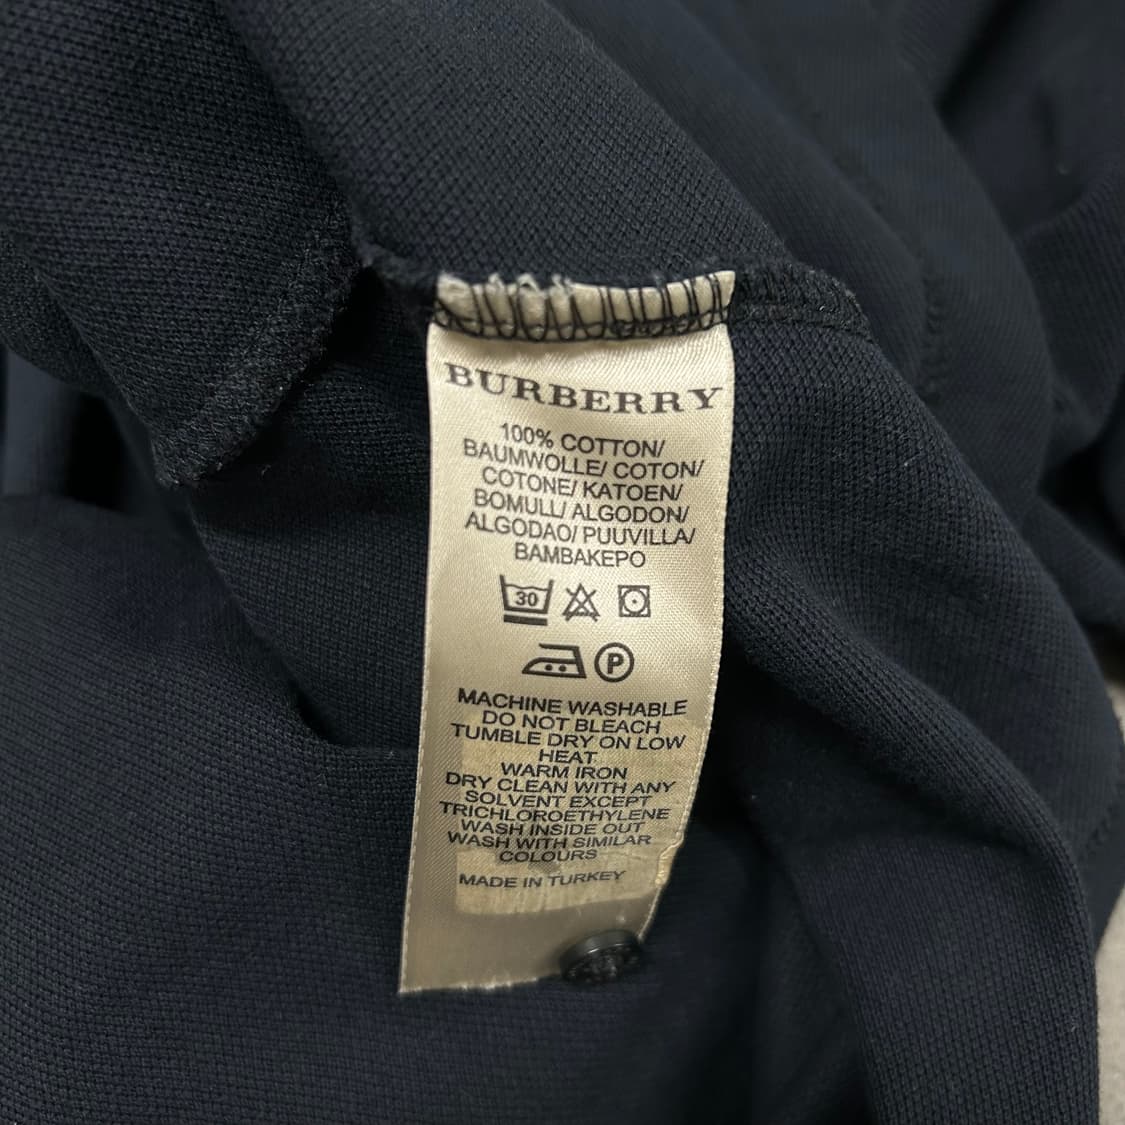 BURBERRY
100% COTTON/
BAUMWOLLE/ COTON/
COTONE/ KATOEN/
BOMULL/ ALGODON/
ALGODAO/ PUUVILLA/
BAMBAKEPO
30
P
MACHINE WASHABLE
DO NOT BLEACH
TUMBLE DRY ON LOW
HEAT
WARM IRON
DRY CLEAN WITH ANY
SOLVENT EXCEPT
TRICHLOROETHYLENE
WASH INSIDE OUT
WASH WITH SIMILAR
COLOURS
MADE IN TURKEY